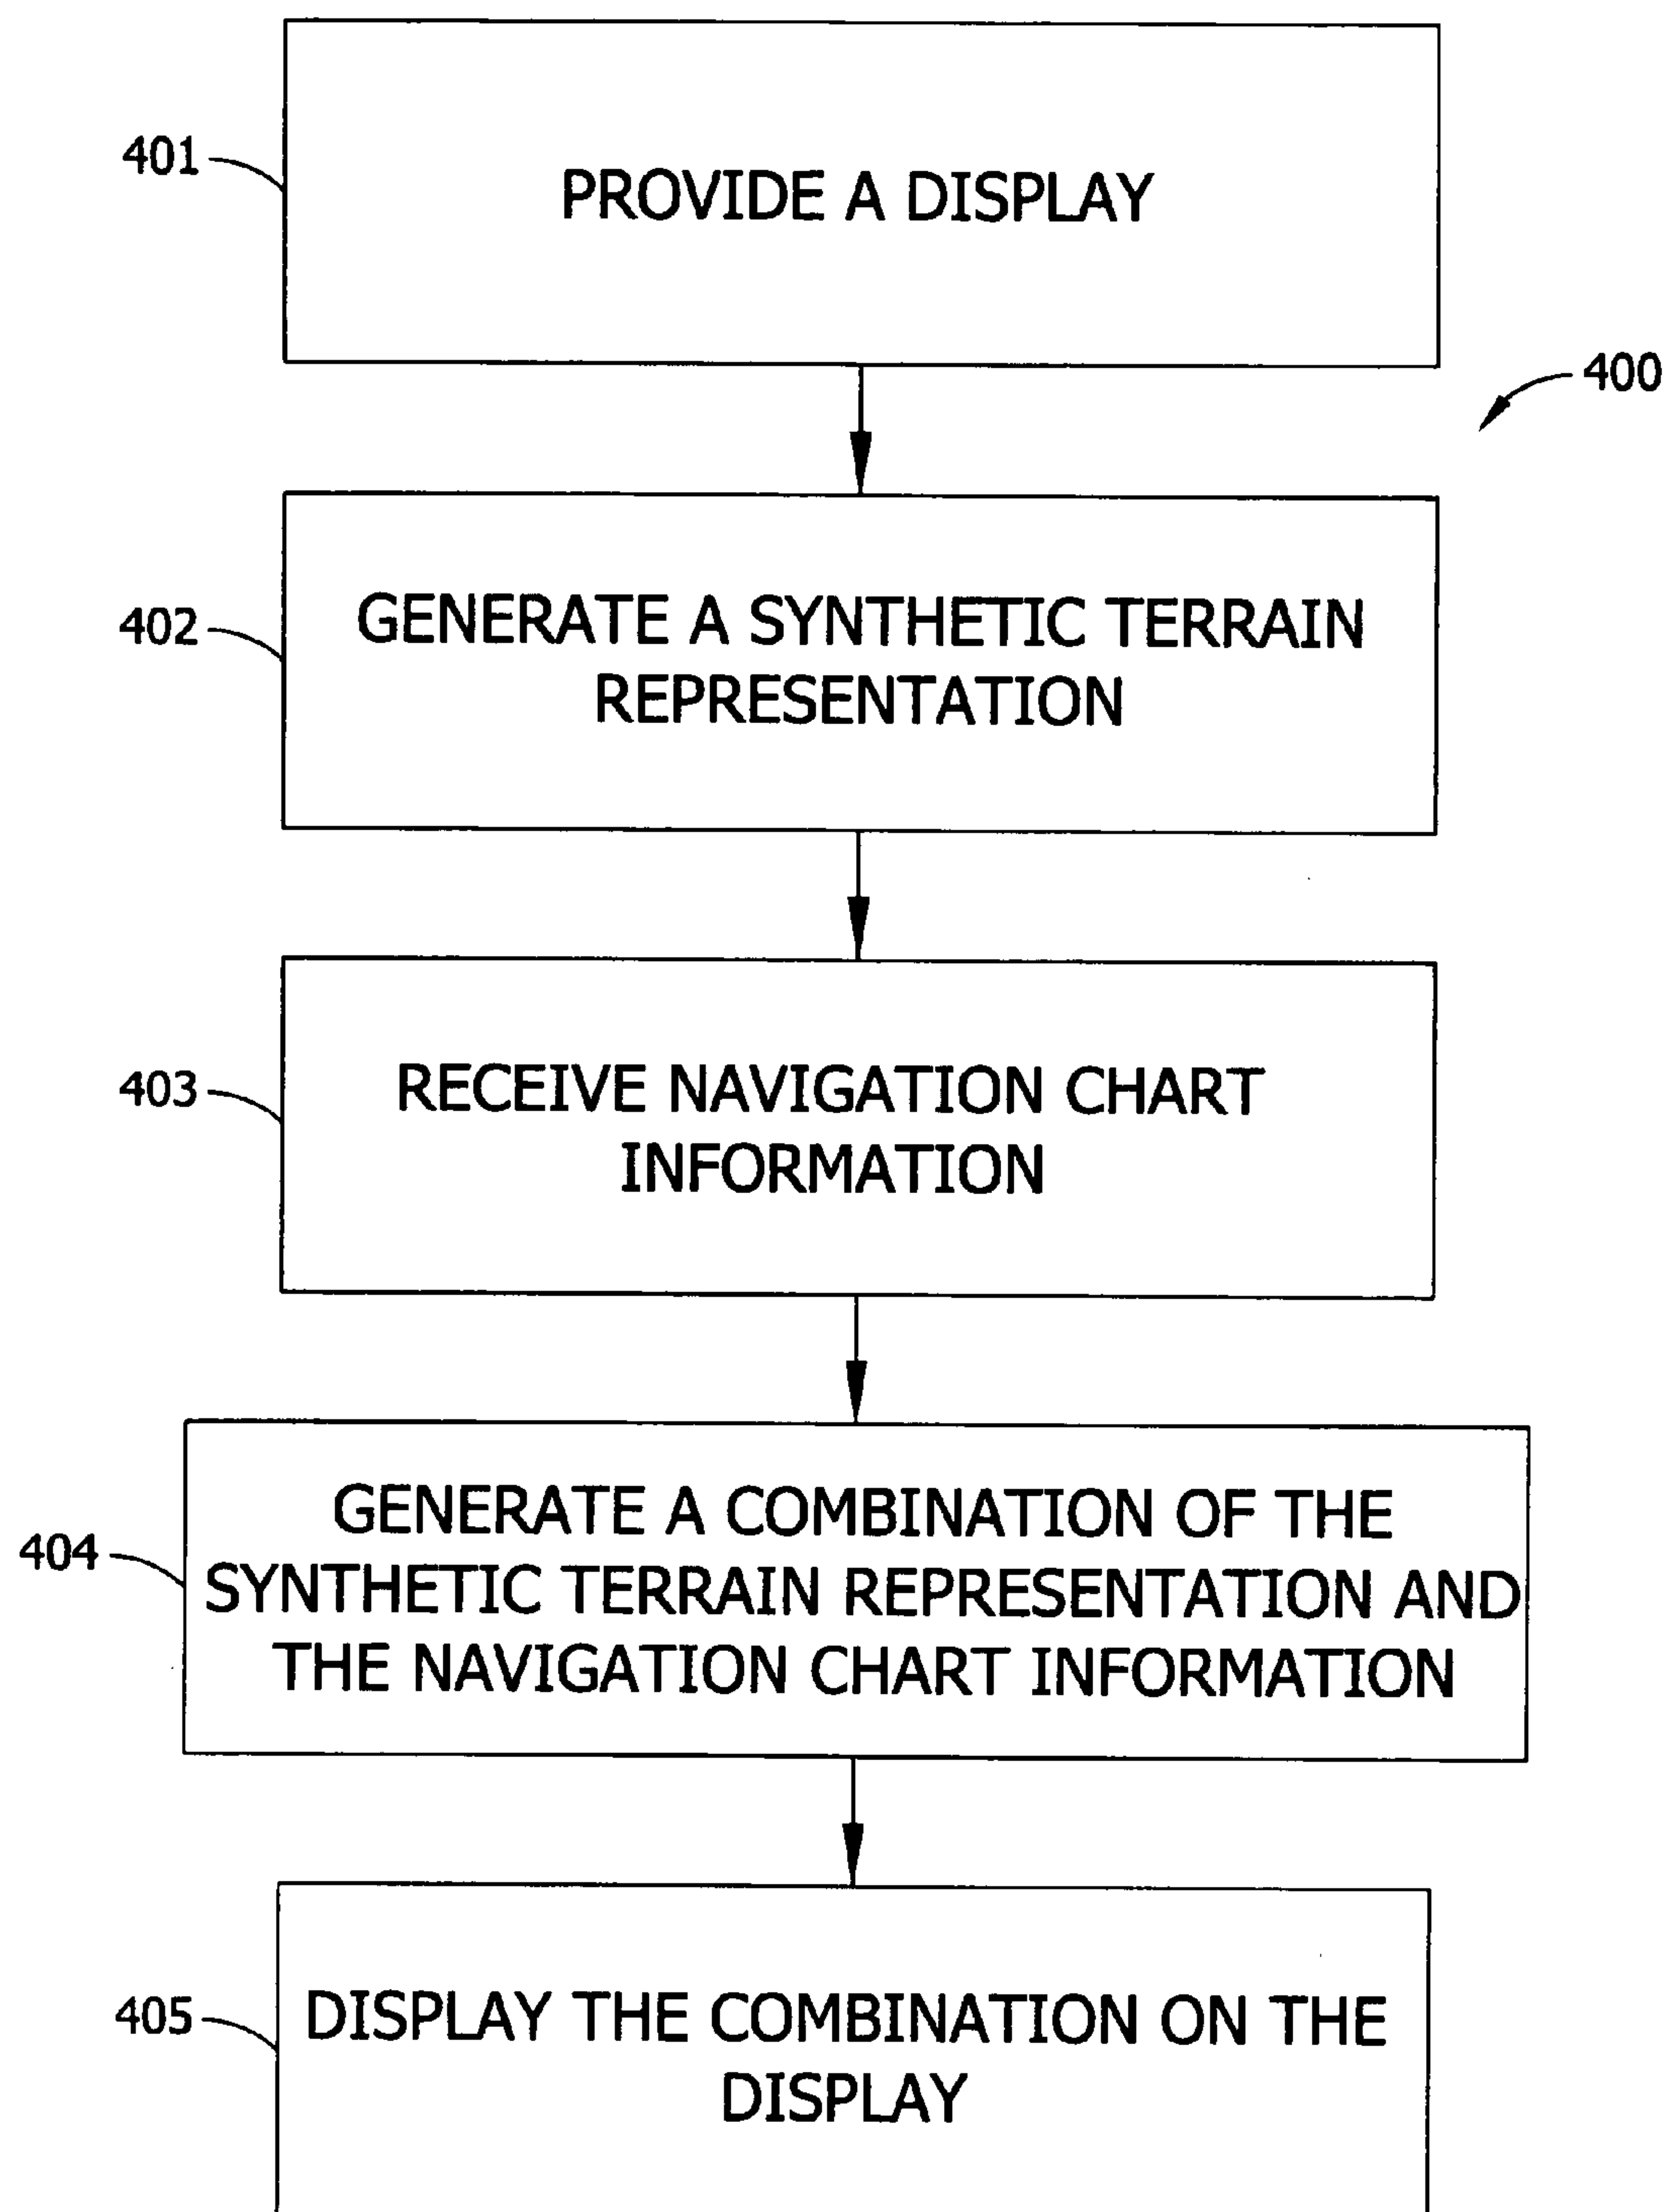 401
PROVIDE A DISPLAY
400
402
GENERATE A SYNTHETIC TERRAIN
REPRESENTATION
403
RECEIVE NAVIGATION CHART
INFORMATION
404
GENERATE A COMBINATION OF THE
SYNTHETIC TERRAIN REPRESENTATION AND
THE NAVIGATION CHART INFORMATION
405
DISPLAY THE COMBINATION ON THE
DISPLAY